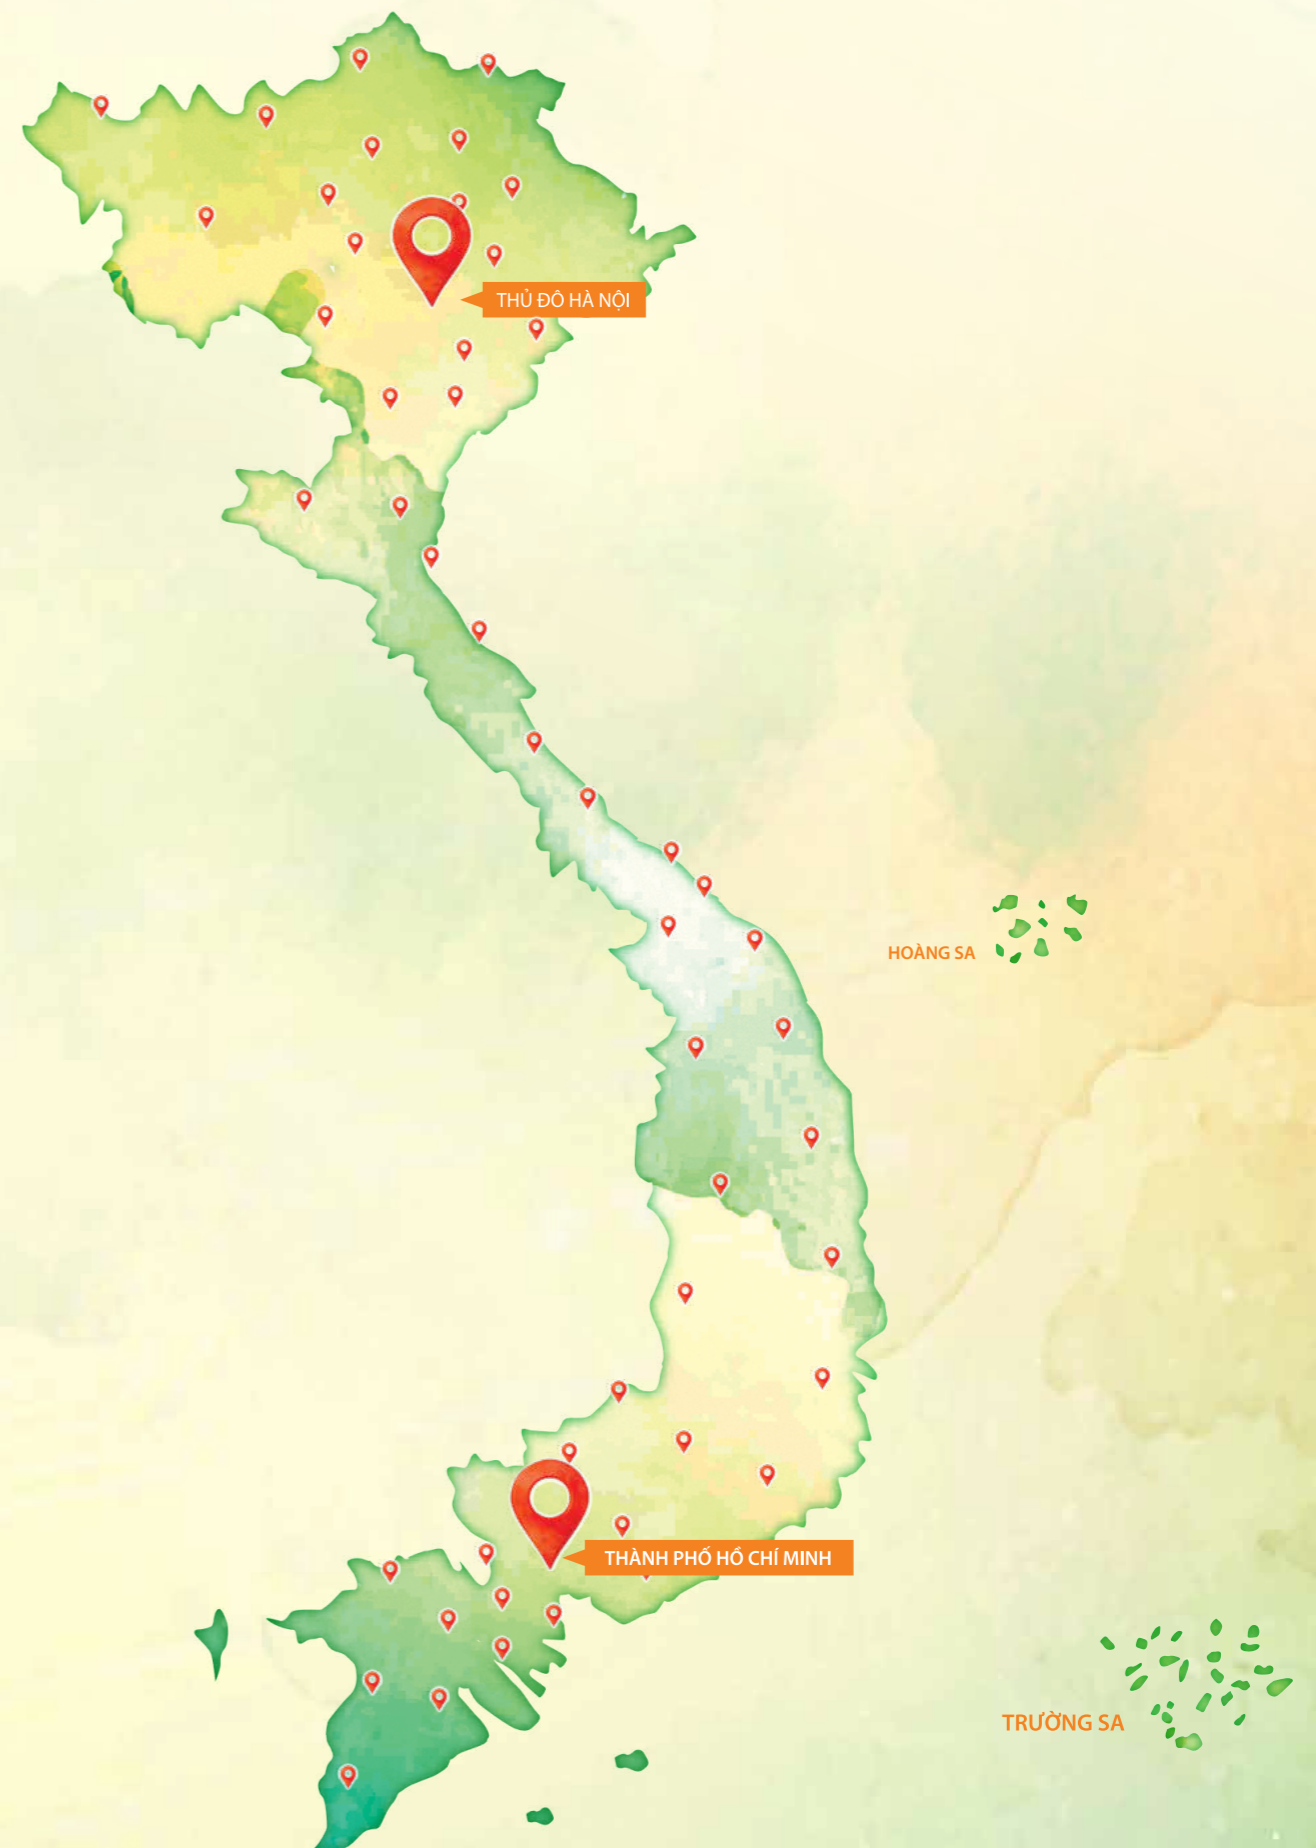 THỦ ĐÔ HÀ NỘI
HOÀNG SA
THÀNH PHỐ HỒ CHÍ MINH
TRƯỜNG SA